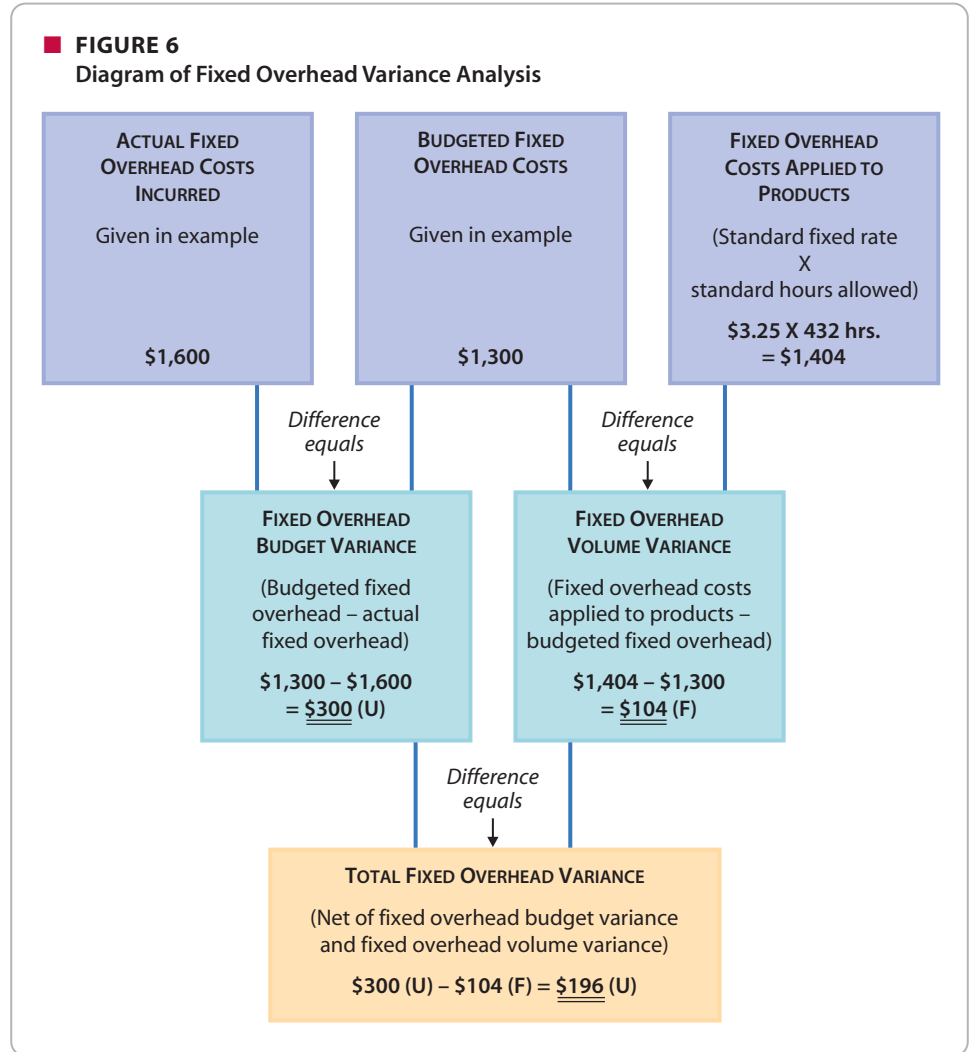 FIGURE 6
Diagram of Fixed Overhead Variance Analysis
ACTUAL FIXED
OVERHEAD COSTS
INCURRED
Given in example
$1,600
BUDGETED FIXED
OVERHEAD COSTS
Given in example
$1,300
FIXED OVERHEAD
COSTS APPLIED TO
PRODUCTS
(Standard fixed rate
X
standard hours allowed)
$3.25 X 432 hrs.
= $1,404
Difference
equals
Difference
equals
FIXED OVERHEAD
BUDGET VARIANCE
(Budgeted fixed
overhead – actual
fixed overhead)
$1,300 – $1,600
= $300 (U)
FIXED OVERHEAD
VOLUME VARIANCE
(Fixed overhead costs
applied to products –
budgeted fixed overhead)
$1,404 – $1,300
= $104 (F)
Difference
equals
TOTAL FIXED OVERHEAD VARIANCE
(Net of fixed overhead budget variance
and fixed overhead volume variance)
$300 (U) – $104 (F) = $196 (U)